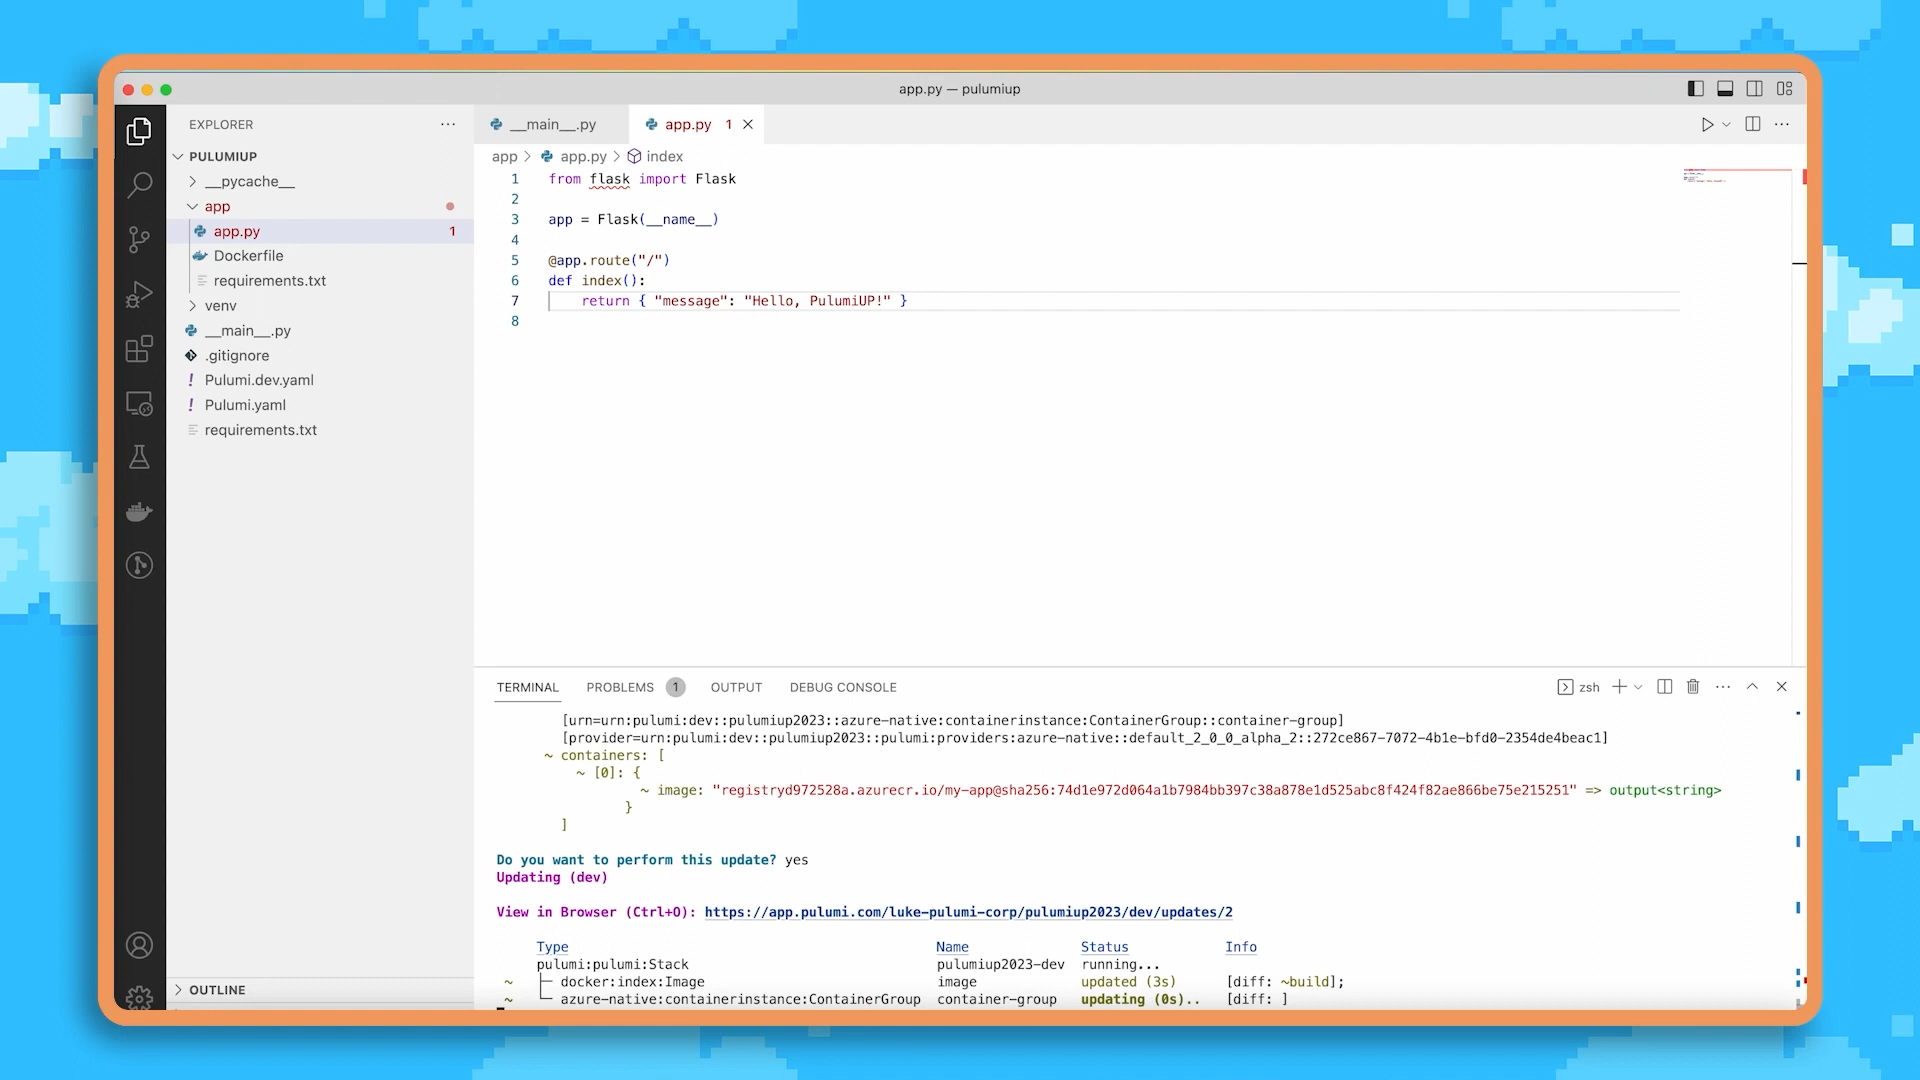 app.py — pulumiup
EXPLORER
PULUMIUP
__pycache__
app
app.py 1
Dockerfile
requirements.txt
venv
__main__.py
.gitignore
! Pulumi.dev.yaml
! Pulumi.yaml
requirements.txt
OUTLINE
__main__.py
app.py 1
app > app.py > index
1 from flask import Flask
2
3 app = Flask(__name__)
4
5 @app.route("/")
6 def index():
7 return { "message": "Hello, PulumiUP!" }
8
TERMINAL PROBLEMS 1 OUTPUT DEBUG CONSOLE
zsh
[urn=urn:pulumi:dev::pulumiup2023::azure-native:containerinstance:ContainerGroup::container-group]
[provider=urn:pulumi:dev::pulumiup2023::pulumi:providers:azure-native::default_2_0_0_alpha_2::272ce867-7072-4b1e-bfd0-2354de4beac1]
~ containers: [
~ [0]: {
~ image: "registryd972528a.azurecr.io/my-app@sha256:74d1e972d064a1b7984bb397c38a878e1d525abc8f424f82ae866be75e215251" => output<string>
}
]
Do you want to perform this update? yes
Updating (dev)
View in Browser (Ctrl+O): https://app.pulumi.com/luke-pulumi-corp/pulumiup2023/dev/updates/2
Type Name Status Info
pulumi:pulumi:Stack pulumiup2023-dev running...
~ ├─ docker:index:Image image updated (3s) [diff: ~build];
~ └─ azure-native:containerinstance:ContainerGroup container-group updating (0s).. [diff: ]